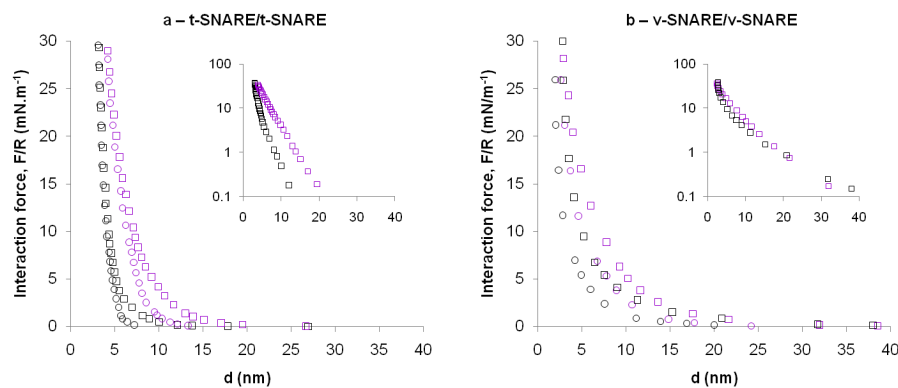 a – t-SNARE/t-SNARE
b – v-SNARE/v-SNARE
Interaction force, F/R (mN.m-¹)
30
25
20
15
10
5
0
0 5 10 15 20 25 30 35 40
d (nm)
100
10
1
0.1
0 10 20 30 40
Interaction force, F/R (mN/m-¹)
30
25
20
15
10
5
0
0 5 10 15 20 25 30 35 40
d (nm)
100
10
1
0.1
0 10 20 30 40